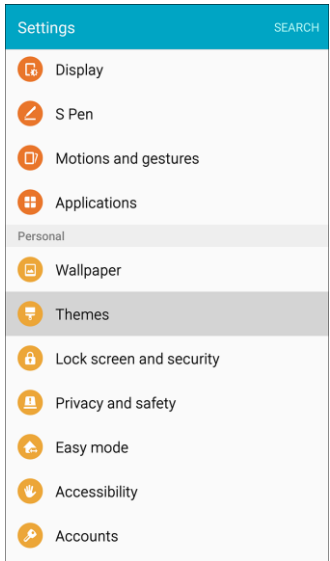 Settings SEARCH
Display
S Pen
Motions and gestures
Applications
Personal
Wallpaper
Themes
Lock screen and security
Privacy and safety
Easy mode
Accessibility
Accounts